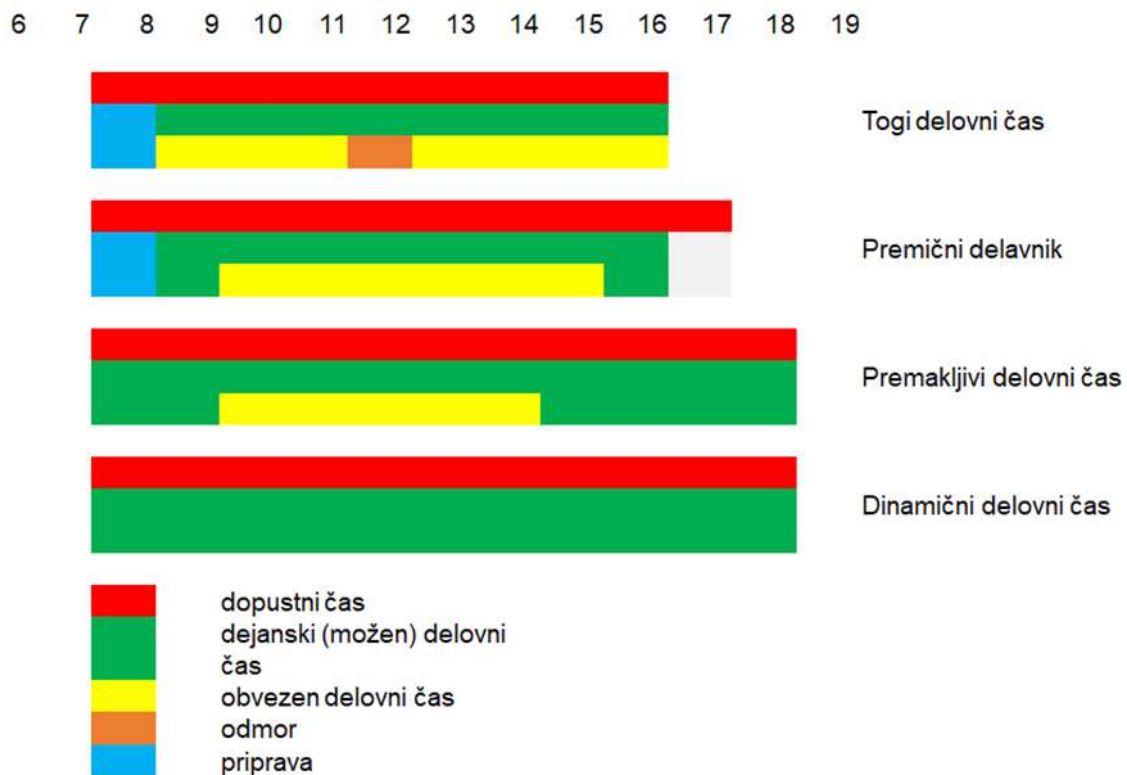 6 7 8 9 10 11 12 13 14 15 16 17 18 19
Togi delovni čas
Premični delavnik
Premakljivi delovni čas
Dinamični delovni čas
dopustni čas
dejanski (možen) delovni
čas
obvezen delovni čas
odmor
priprava